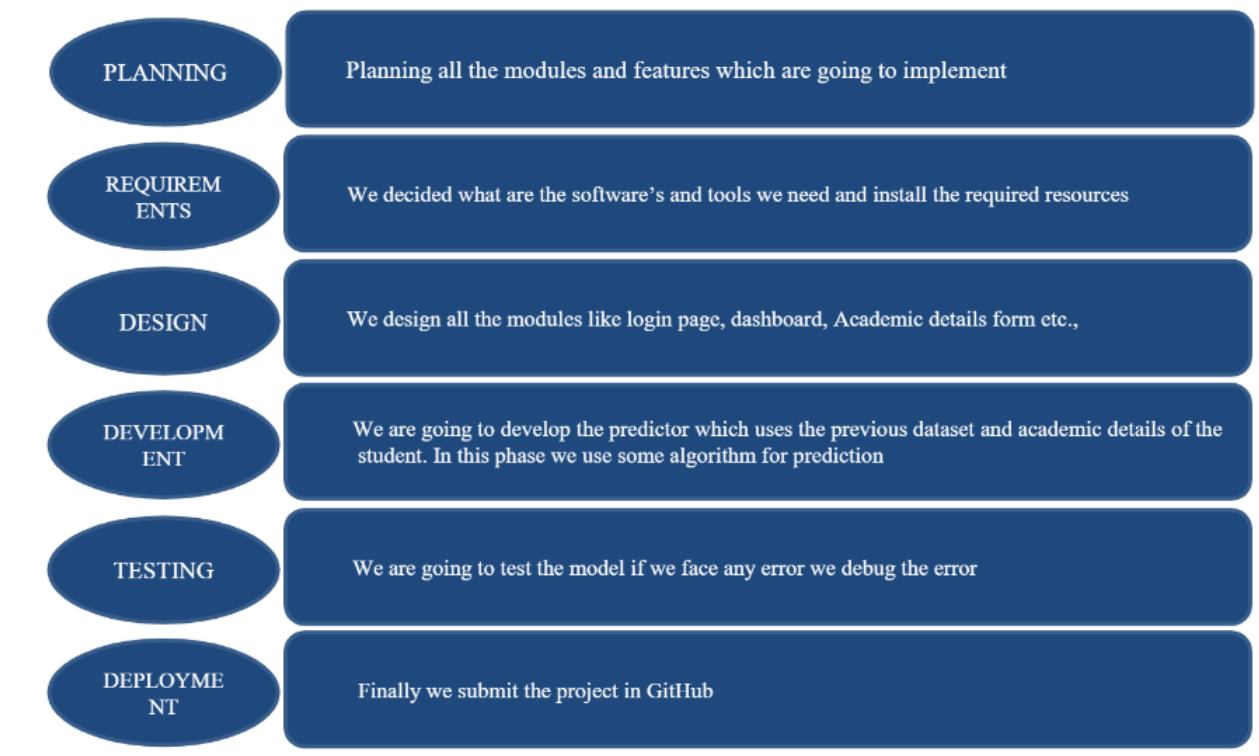 PLANNING
Planning all the modules and features which are going to implement
REQUIREM
ENTS
We decided what are the software’s and tools we need and install the required resources
DESIGN
We design all the modules like login page, dashboard, Academic details form etc.,
DEVELOPM
ENT
We are going to develop the predictor which uses the previous dataset and academic details of the
student. In this phase we use some algorithm for prediction
TESTING
We are going to test the model if we face any error we debug the error
DEPLOYME
NT
Finally we submit the project in GitHub